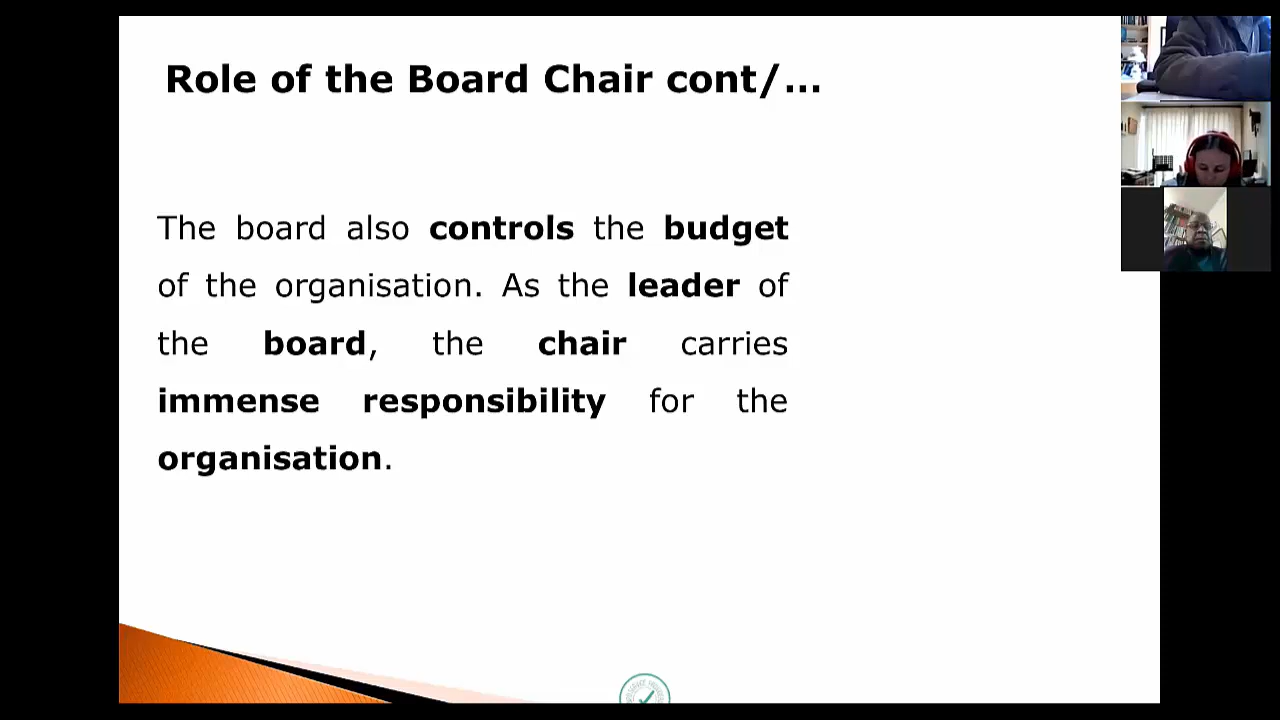 Role of the Board Chair cont/...
The board also controls the budget
of the organisation. As the leader of
the board, the chair carries
immense responsibility for the
organisation.